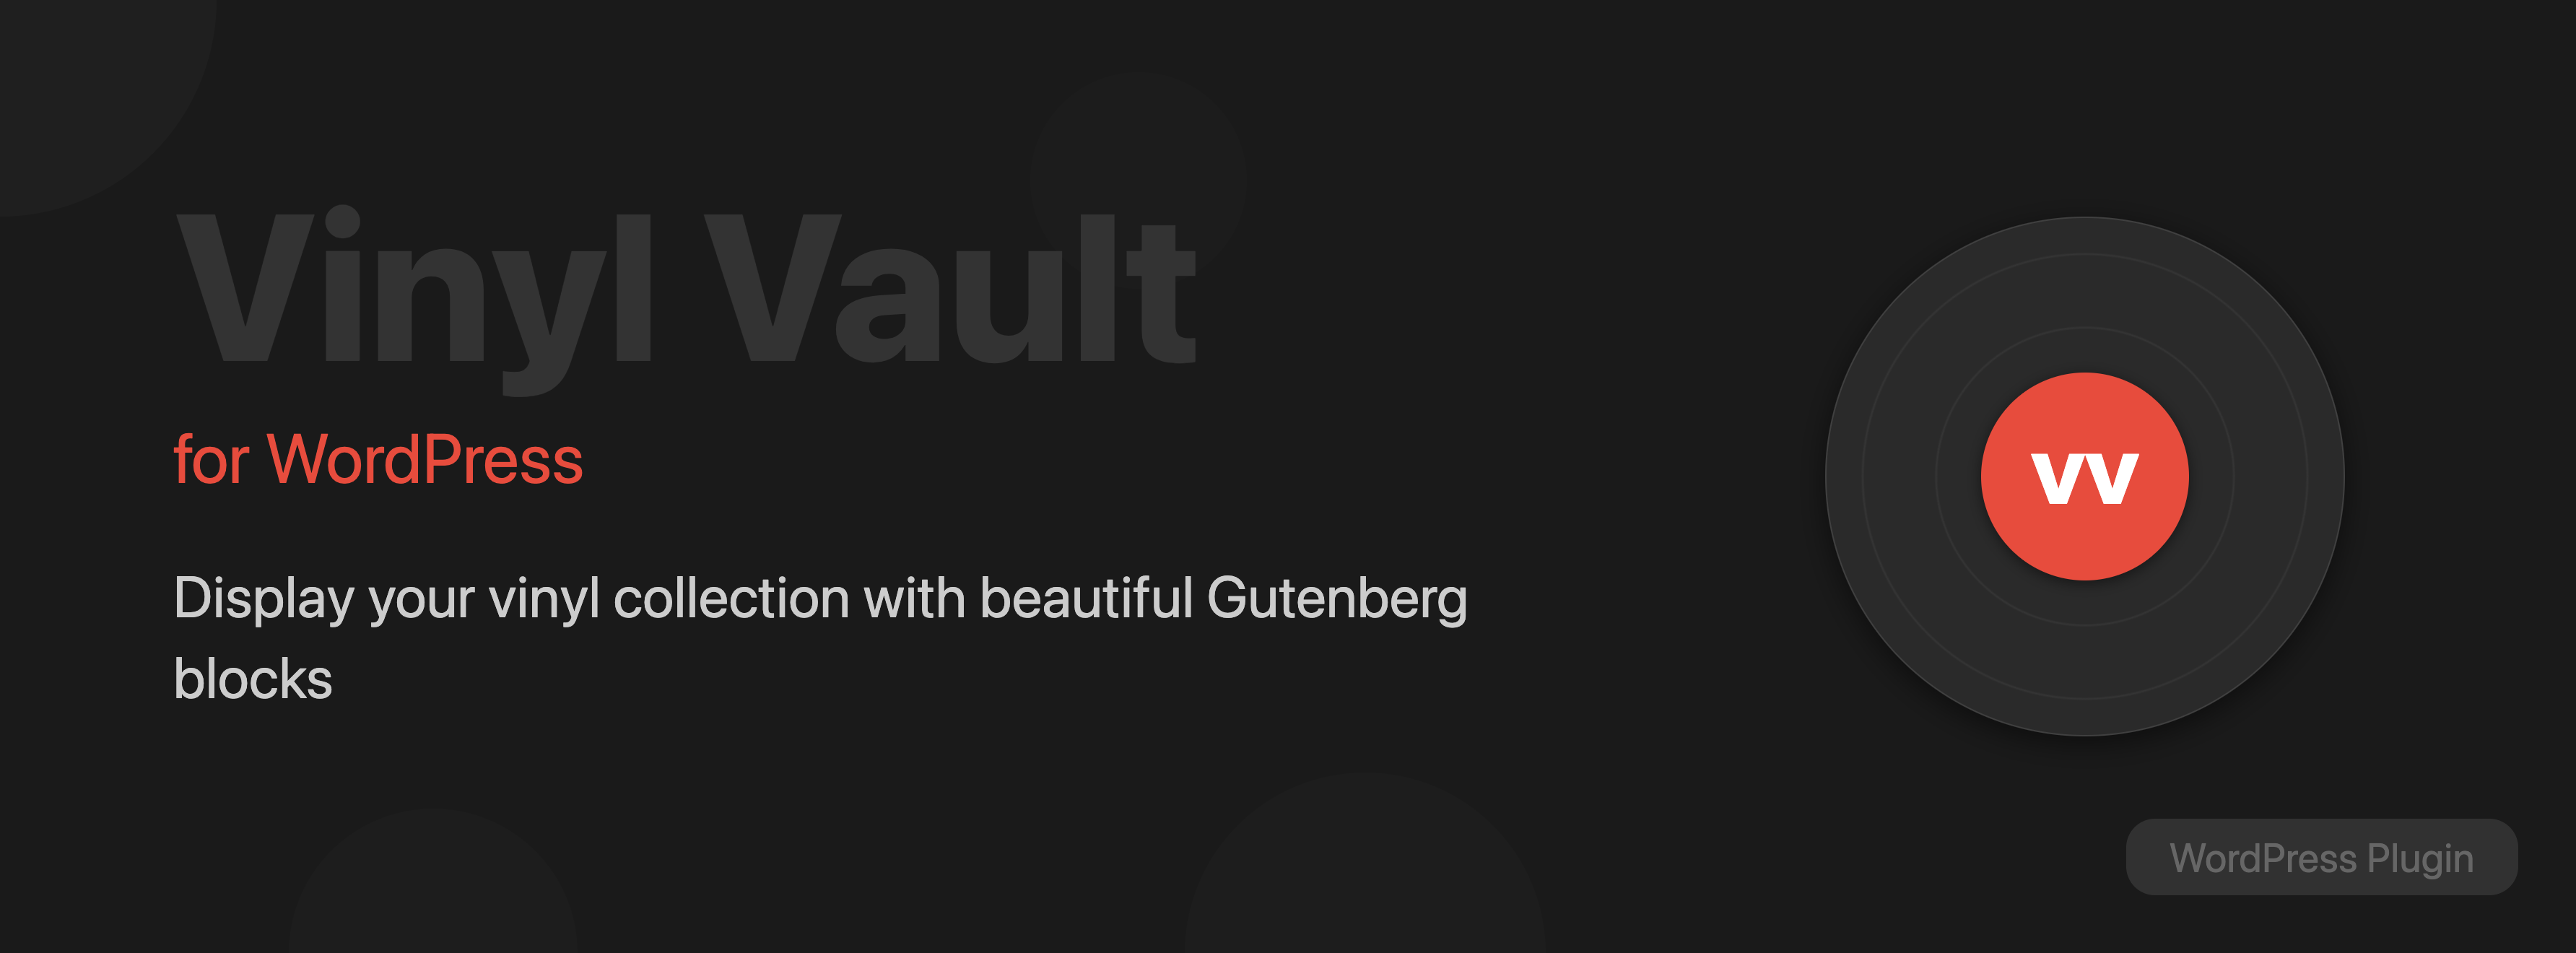 Vinyl Vault
for WordPress
Display your vinyl collection with beautiful Gutenberg
blocks
VV
WordPress Plugin